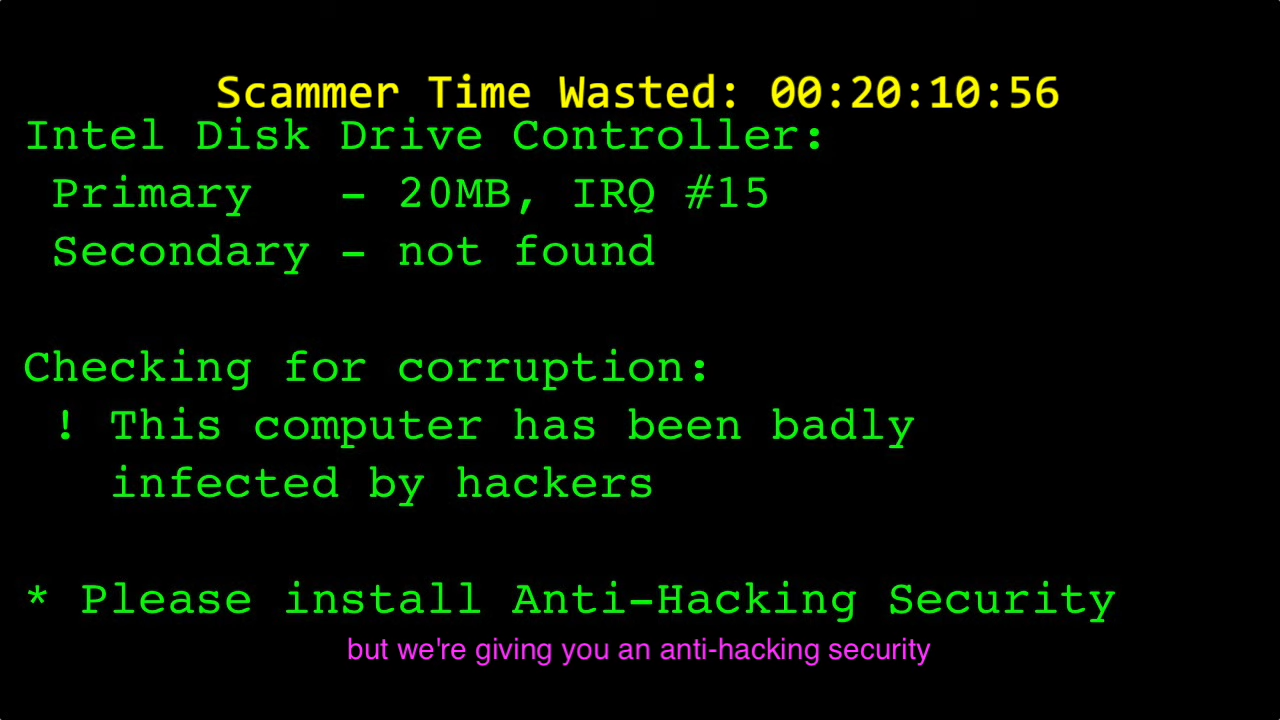 Scammer Time Wasted: 00:20:10:56
Intel Disk Drive Controller:
Primary - 20MB, IRQ #15
Secondary - not found
Checking for corruption:
! This computer has been badly
infected by hackers
* Please install Anti-Hacking Security
but we're giving you an anti-hacking security